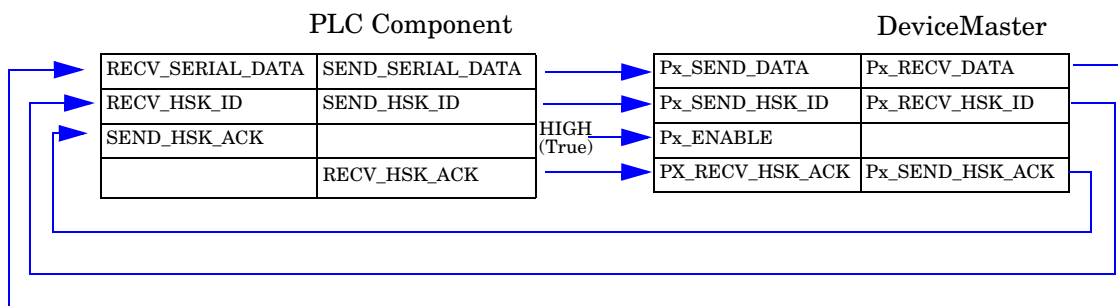 PLC Component
DeviceMaster
RECV_SERIAL_DATA SEND_SERIAL_DATA Px_SEND_DATA Px_RECV_DATA
RECV_HSK_ID SEND_HSK_ID Px_SEND_HSK_ID Px_RECV_HSK_ID
SEND_HSK_ACK HIGH Px_ENABLE
(True)
RECV_HSK_ACK PX_RECV_HSK_ACK Px_SEND_HSK_ACK